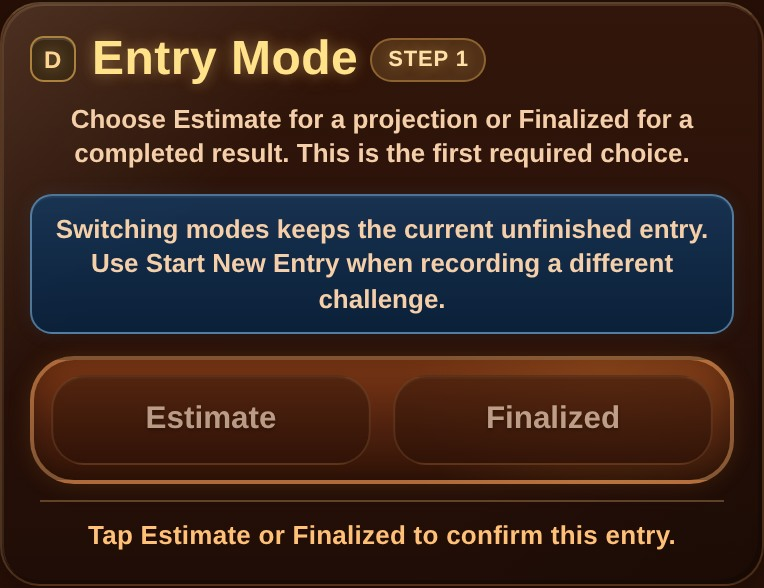 D Entry Mode STEP 1
Choose Estimate for a projection or Finalized for a
completed result. This is the first required choice.
Switching modes keeps the current unfinished entry.
Use Start New Entry when recording a different
challenge.
Estimate Finalized
Tap Estimate or Finalized to confirm this entry.